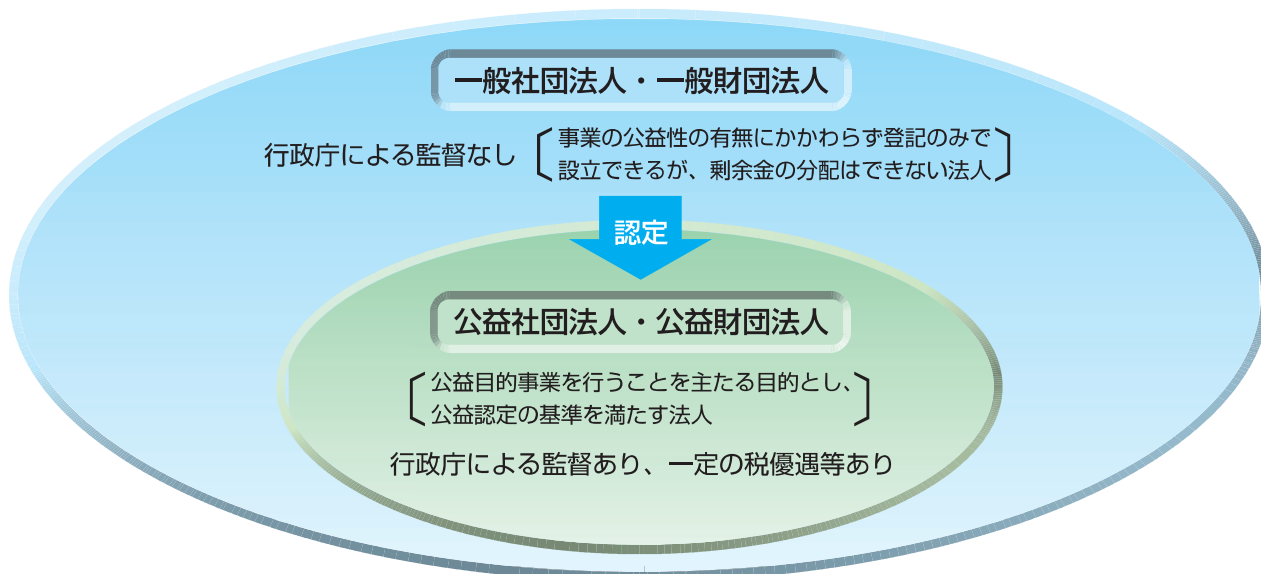 一般社団法人・一般財団法人
行政庁による監督なし
事業の公益性の有無にかかわらず登記のみで
設立できるが、剰余金の分配はできない法人
認定
公益社団法人・公益財団法人
公益目的事業を行うことを主たる目的とし、
公益認定の基準を満たす法人
行政庁による監督あり、一定の税優遇等あり